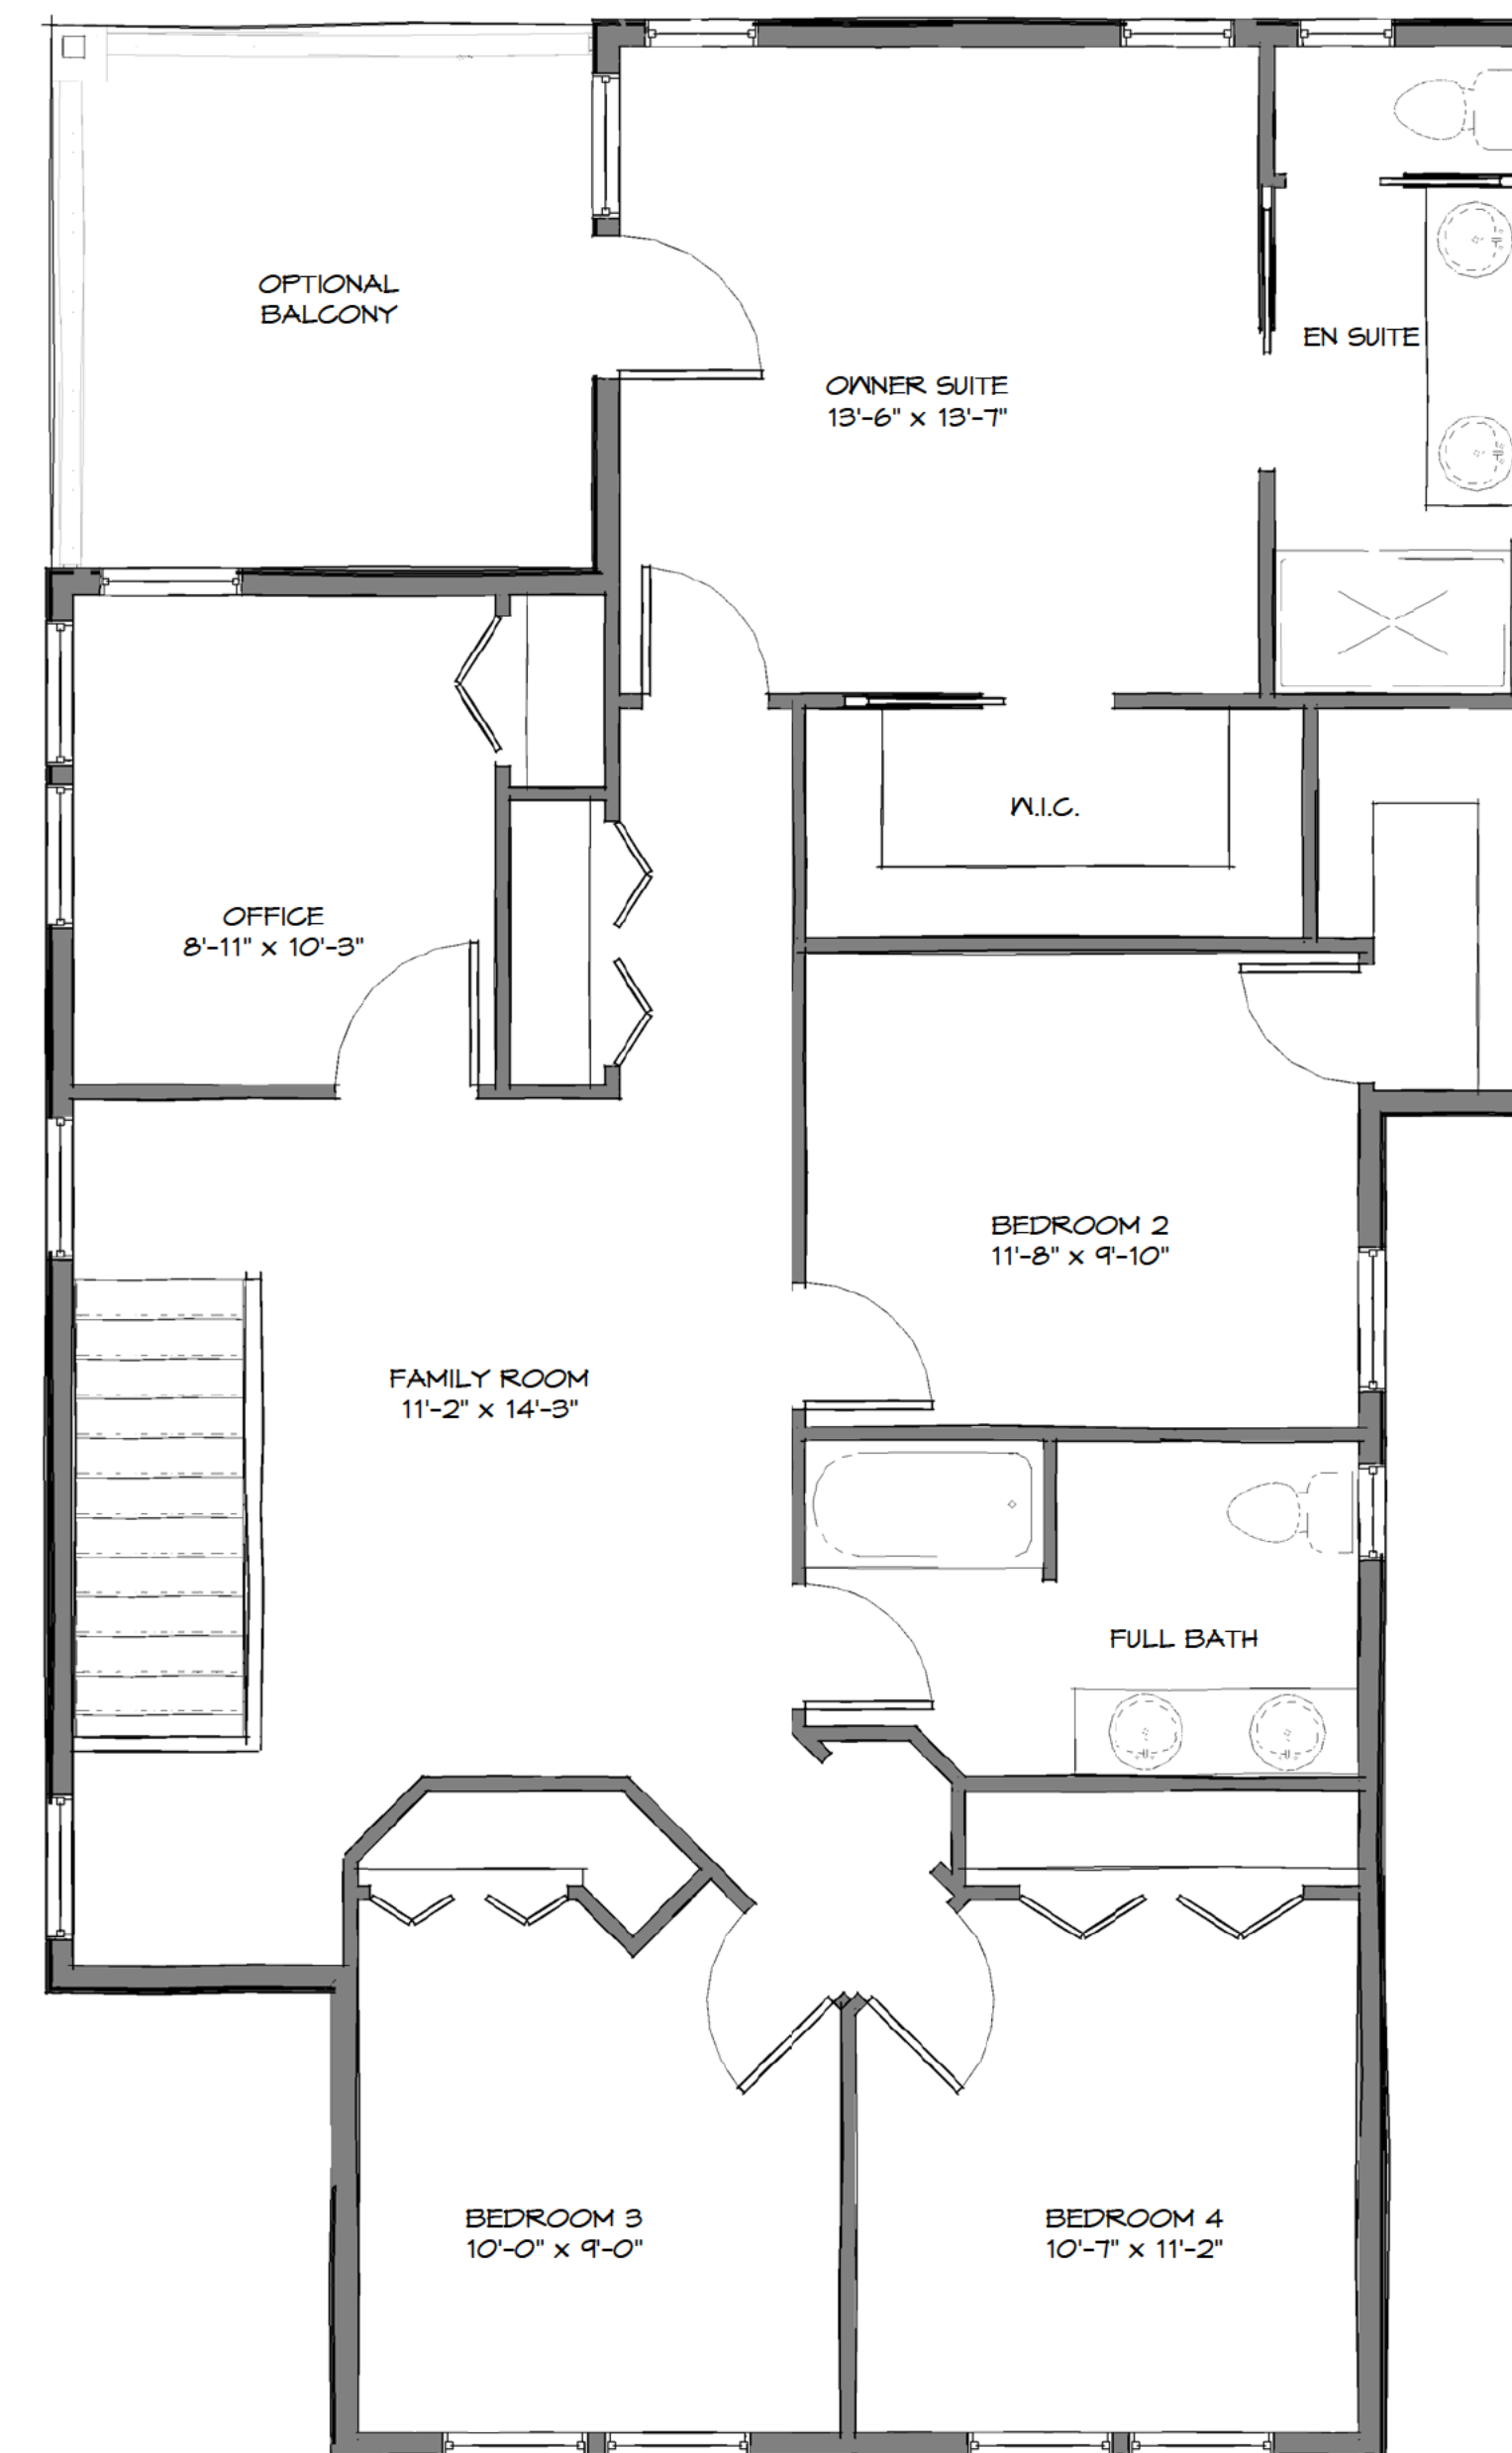 OPTIONAL
BALCONY
EN SUITE
OWNER SUITE
13'-6" x 13'-7"
W.I.C.
OFFICE
8'-11" x 10'-3"
BEDROOM 2
11'-8" x 9'-10"
FAMILY ROOM
11'-2" x 14'-3"
FULL BATH
BEDROOM 3
10'-0" x 9'-0"
BEDROOM 4
10'-7" x 11'-2"